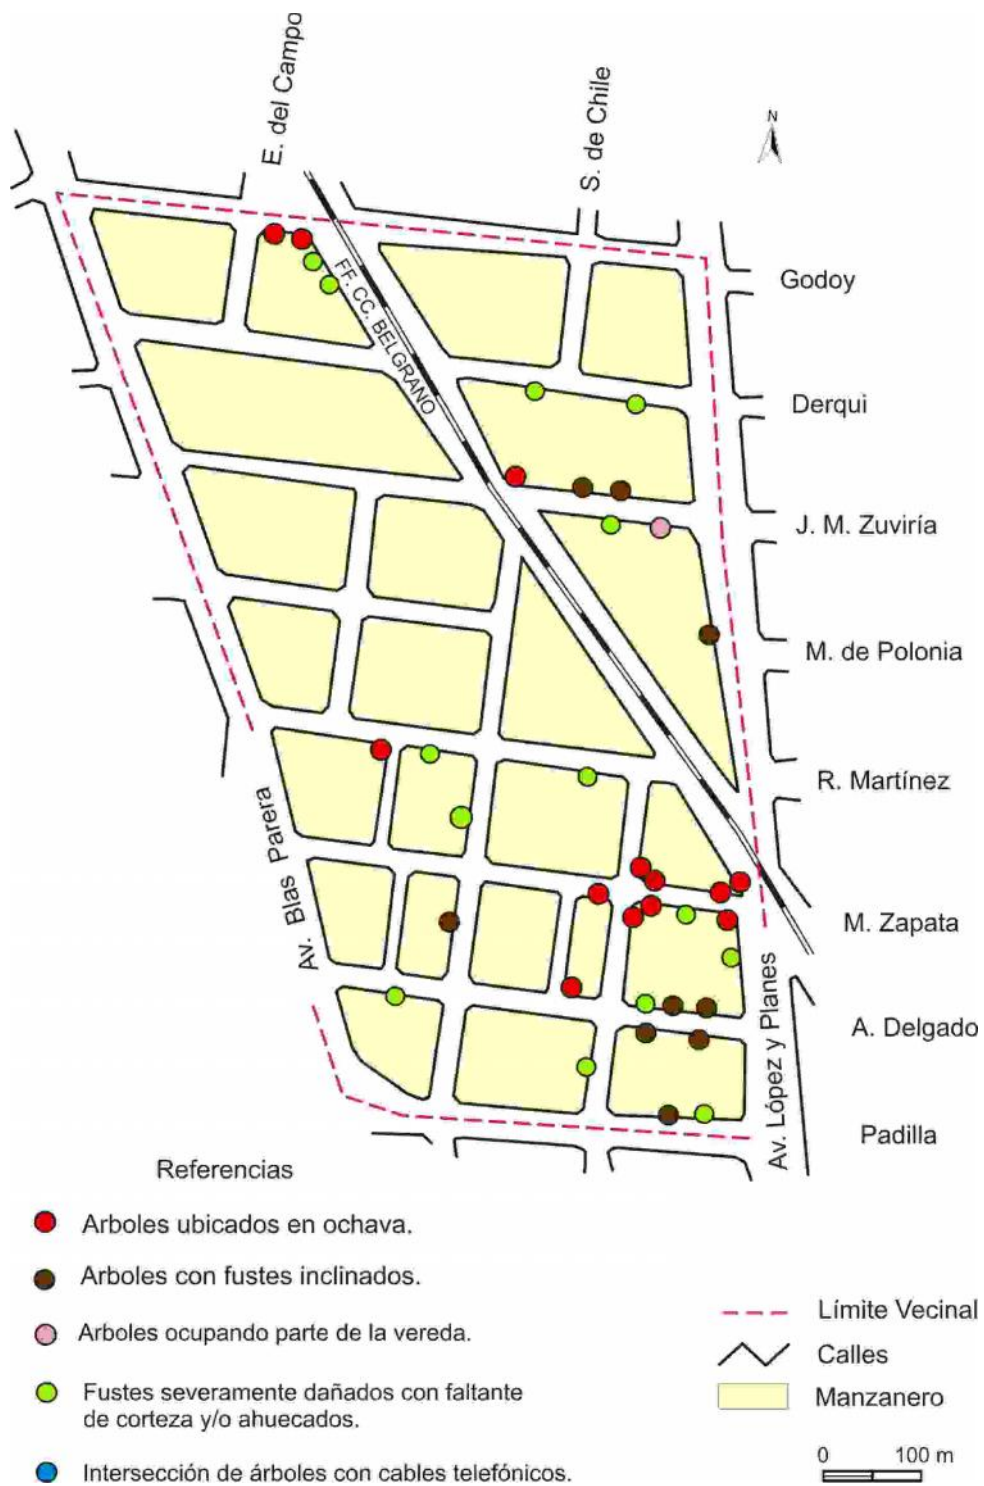 E. del Campo
S. de Chile
N
Godoy
FF. CC. BELGRANO
Derqui
J. M. Zuviría
M. de Polonia
R. Martínez
Av. Blas Parera
M. Zapata
Av. López y Planes
A. Delgado
Padilla
Referencias
Arboles ubicados en ochava.
Arboles con fustes inclinados.
Arboles ocupando parte de la vereda.
Fustes severamente dañados con faltante
de corteza y/o ahuecados.
Intersección de árboles con cables telefónicos.
Límite Vecinal
Calles
Manzanero
0 100 m